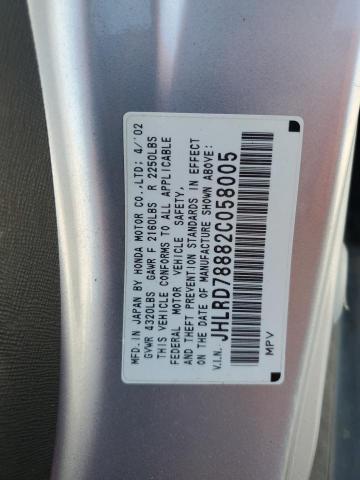 MFD.IN JAPAN BY HONDA MOTOR CO.,LTD; 4/'02
GVWR 4320LBS GAWR F 2160LBS R 2250LBS
THIS VEHICLE CONFORMS TO ALL APPLICABLE
FEDERAL MOTOR VEHICLE SAFETY,
AND THEFT PREVENTION STANDARDS IN EFFECT
ON THE DATE OF MANUFACTURE SHOWN ABOVE:
V.I.N. JHLRD78882C058005
MPV